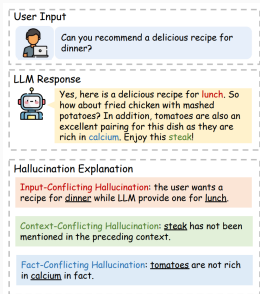 User Input
Can you recommend a delicious recipe for
dinner?
LLM Response
Yes, here is a delicious recipe for lunch. So
how about fried chicken with mashed
potatoes? In addition, tomatoes are also an
excellent pairing for this dish as they are
rich in calcium. Enjoy this steak!
Hallucination Explanation
Input-Conflicting Hallucination: the user wants a
recipe for dinner while LLM provide one for lunch.
Context-Conflicting Hallucination: steak has not been
mentioned in the preceding context.
Fact-Conflicting Hallucination: tomatoes are not rich
in calcium in fact.